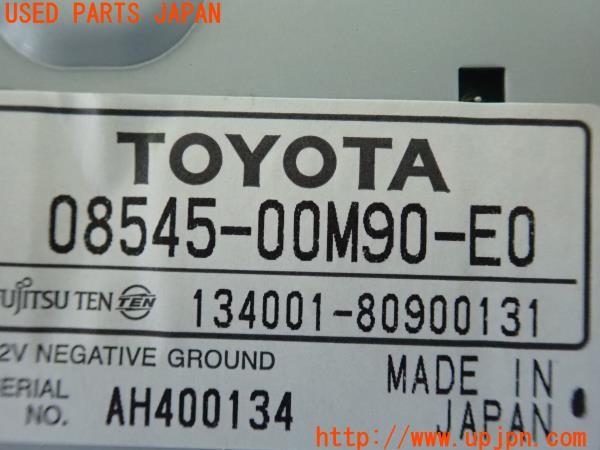 USED PARTS JAPAN
TOYOTA
08545-00M90-E0
FUJITSU TEN TEN 134001-80900131
2V NEGATIVE GROUND
SERIAL NO. AH400134
MADE IN JAPAN
http://www.upjpn.com